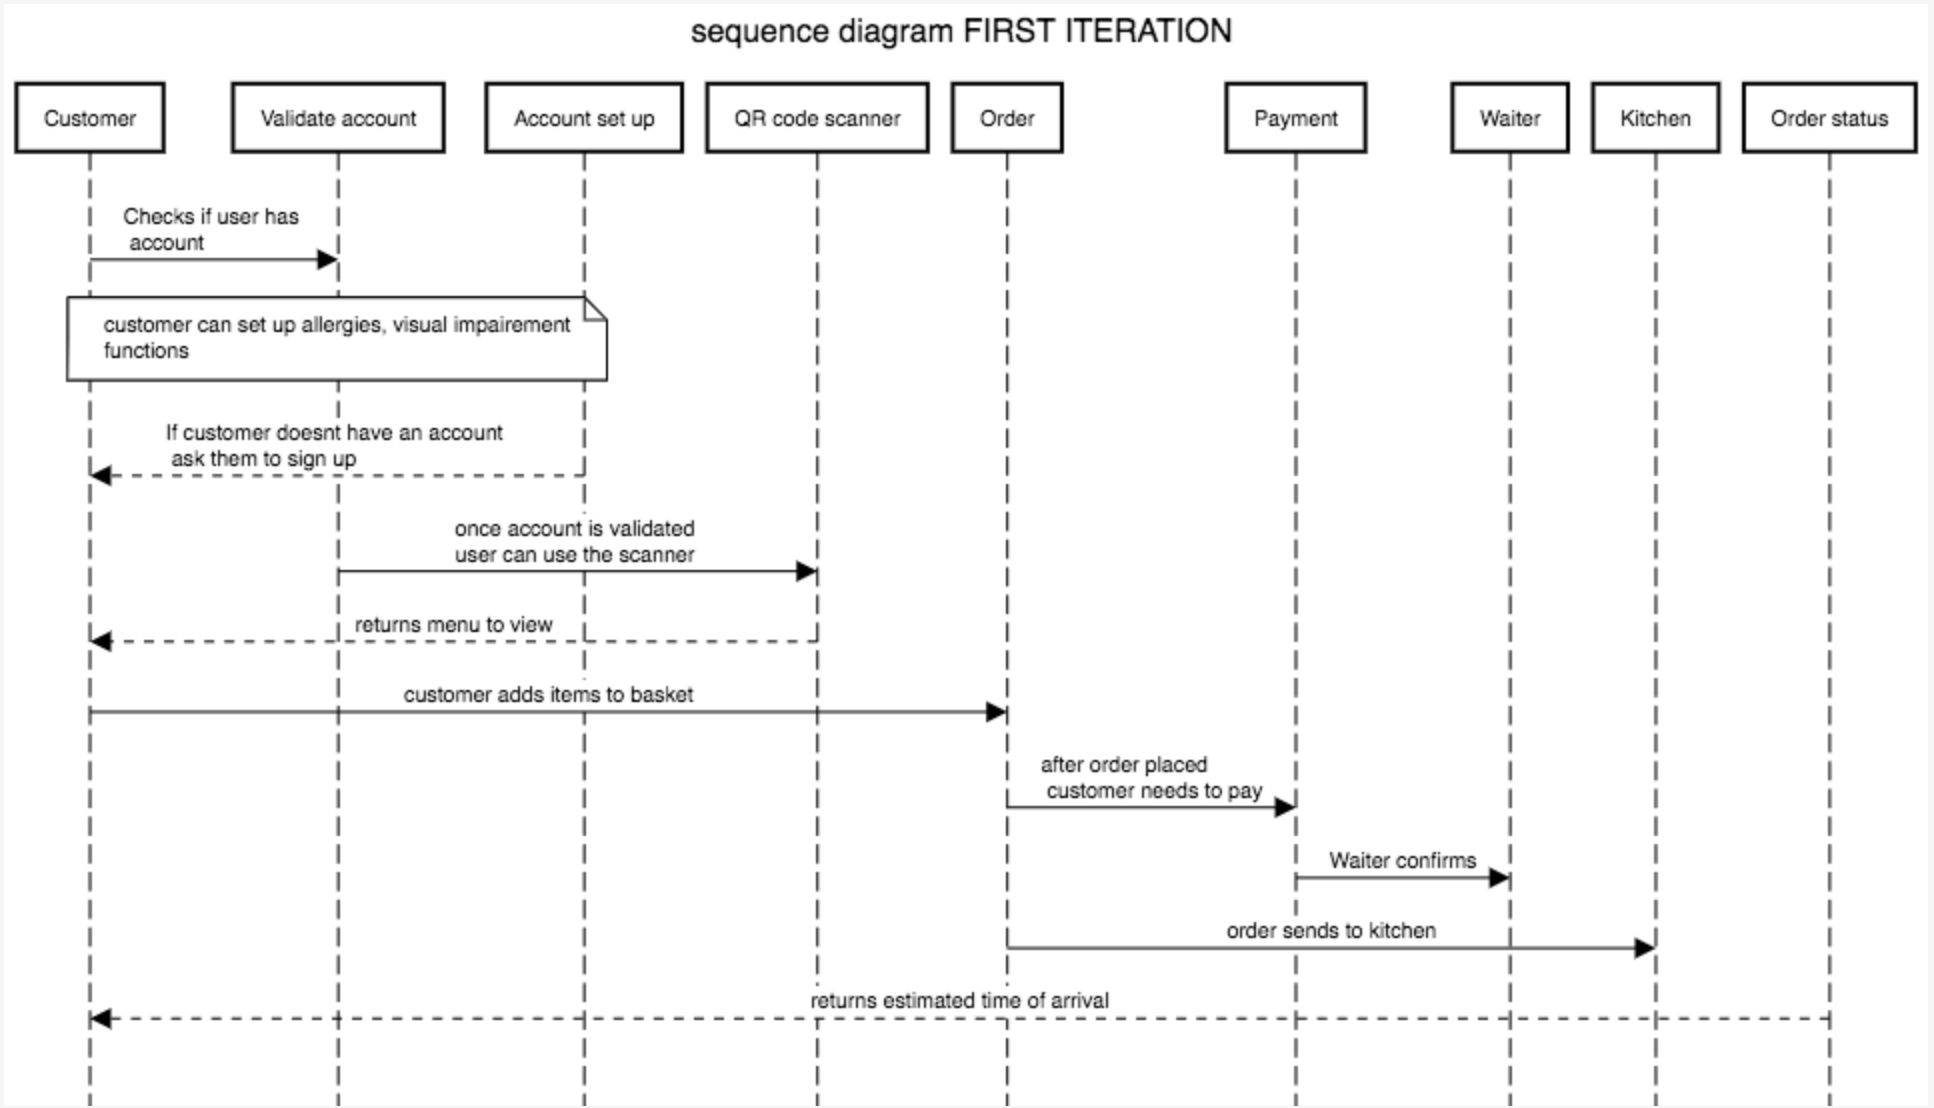 sequence diagram FIRST ITERATION
Customer
Validate account
Account set up
QR code scanner
Order
Payment
Waiter
Kitchen
Order status
Checks if user has
account
customer can set up allergies, visual impairement
functions
If customer doesnt have an account
ask them to sign up
once account is validated
user can use the scanner
returns menu to view
customer adds items to basket
after order placed
customer needs to pay
Waiter confirms
order sends to kitchen
returns estimated time of arrival